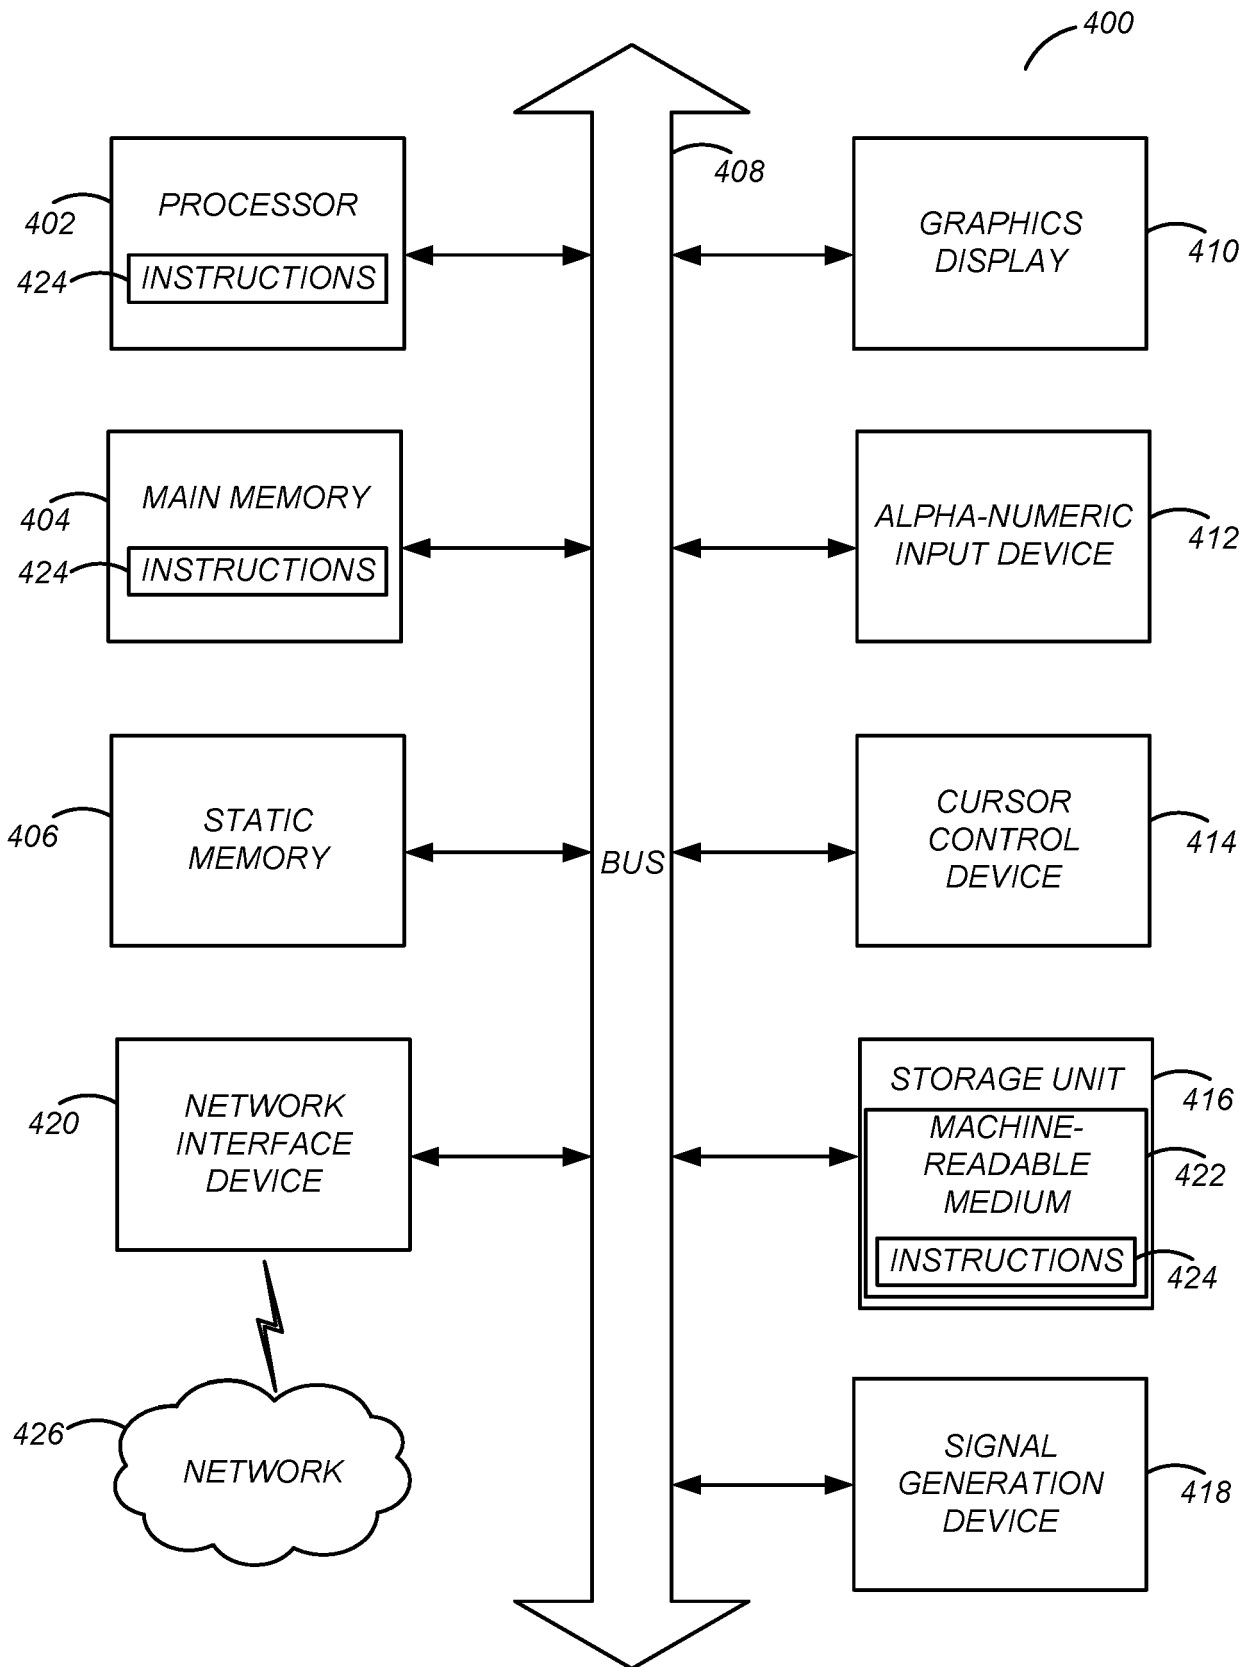 400
408
PROCESSOR
402
INSTRUCTIONS
424
GRAPHICS
DISPLAY
410
MAIN MEMORY
404
INSTRUCTIONS
424
ALPHA-NUMERIC
INPUT DEVICE
412
STATIC
MEMORY
406
BUS
CURSOR
CONTROL
DEVICE
414
NETWORK
INTERFACE
DEVICE
420
STORAGE UNIT
416
MACHINE-
READABLE
MEDIUM
422
INSTRUCTIONS
424
NETWORK
426
SIGNAL
GENERATION
DEVICE
418